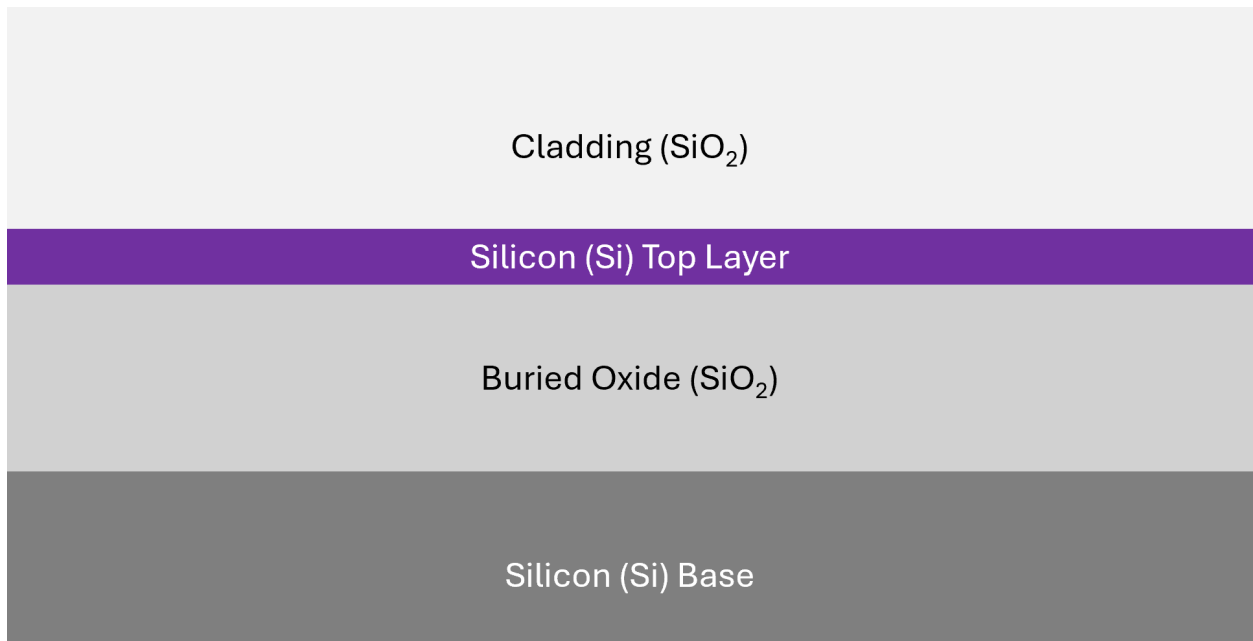 Cladding (SiO₂)
Silicon (Si) Top Layer
Buried Oxide (SiO₂)
Silicon (Si) Base